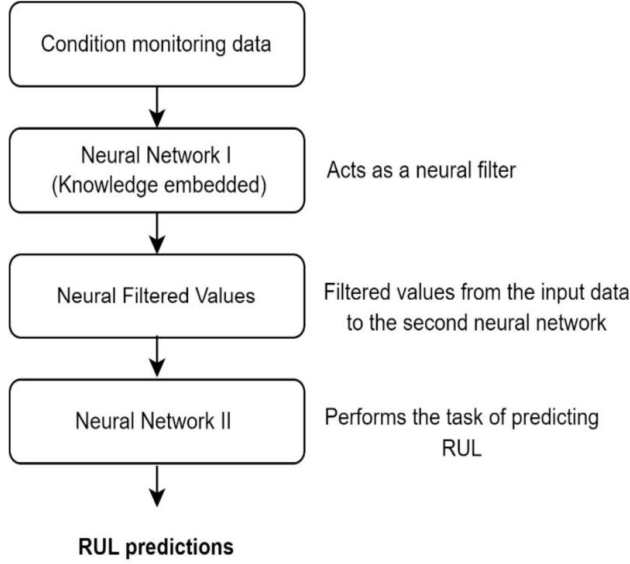 Condition monitoring data
Neural Network I
(Knowledge embedded)
Acts as a neural filter
Neural Filtered Values
Filtered values from the input data
to the second neural network
Neural Network II
Performs the task of predicting
RUL
RUL predictions